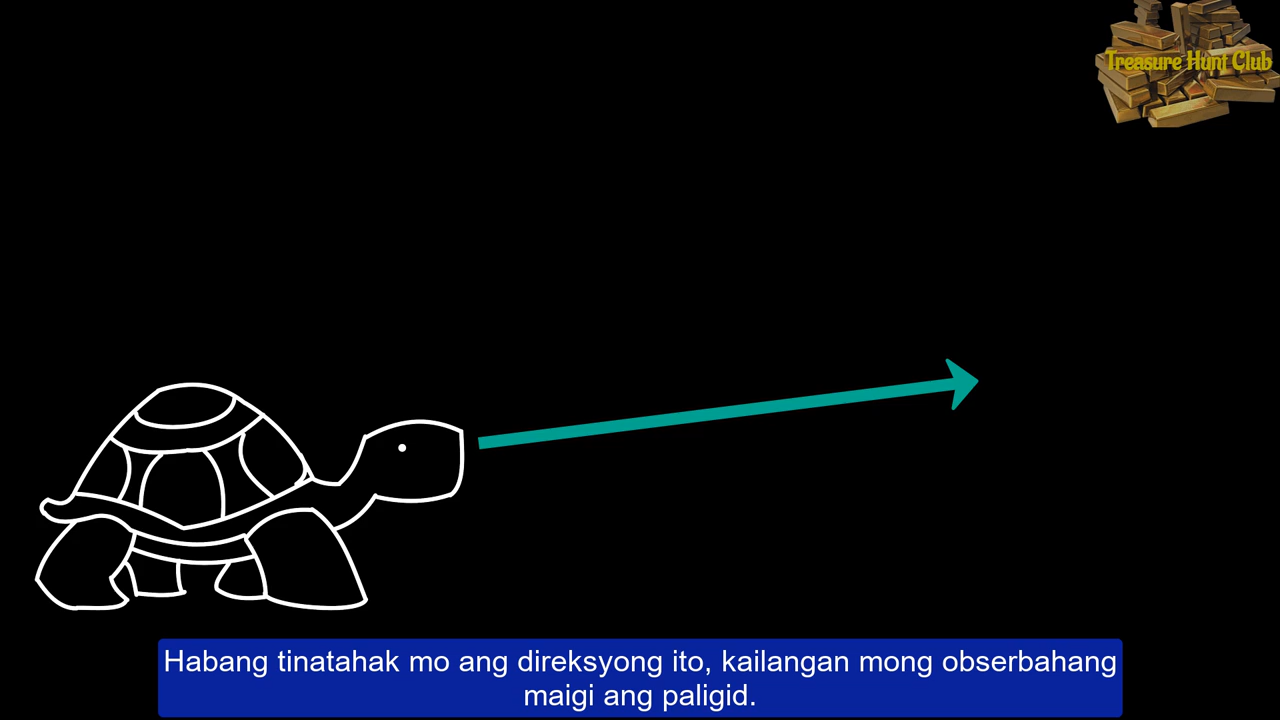 Treasure Hunt Club
Habang tinatahak mo ang direksyong ito, kailangan mong obserbahang
maigi ang paligid.